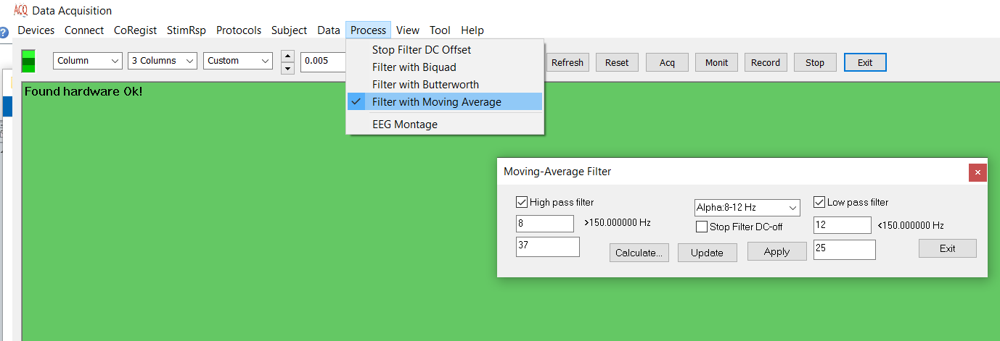 ACQ Data Acquisition
Devices Connect CoRegist StimRsp Protocols Subject Data Process View Tool Help
Column 3 Columns Custom 0.005 Refresh Reset Acq Monit Record Stop Exit
Stop Filter DC Offset
Filter with Biquad
Filter with Butterworth
Filter with Moving Average
EEG Montage
Found hardware Ok!
Moving-Average Filter
High pass filter Alpha:8-12 Hz Low pass filter
8 >150.000000 Hz Stop Filter DC-off 12 <150.000000 Hz
37 Calculate... Update Apply 25 Exit